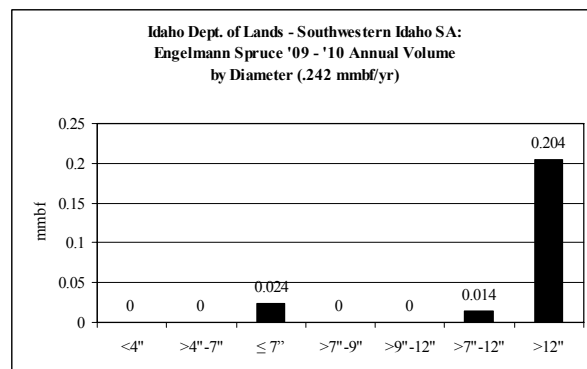 Idaho Dept. of Lands - Southwestern Idaho SA:
Engelmann Spruce '09 - '10 Annual Volume
by Diameter (.242 mmbf/yr)
0.25
0.2
0.15
0.1
0.05
0
mmbf
0 0 0.024 0 0 0.014 0.204
<4" >4"-7" ≤ 7” >7"-9" >9"-12" >7"-12" >12"